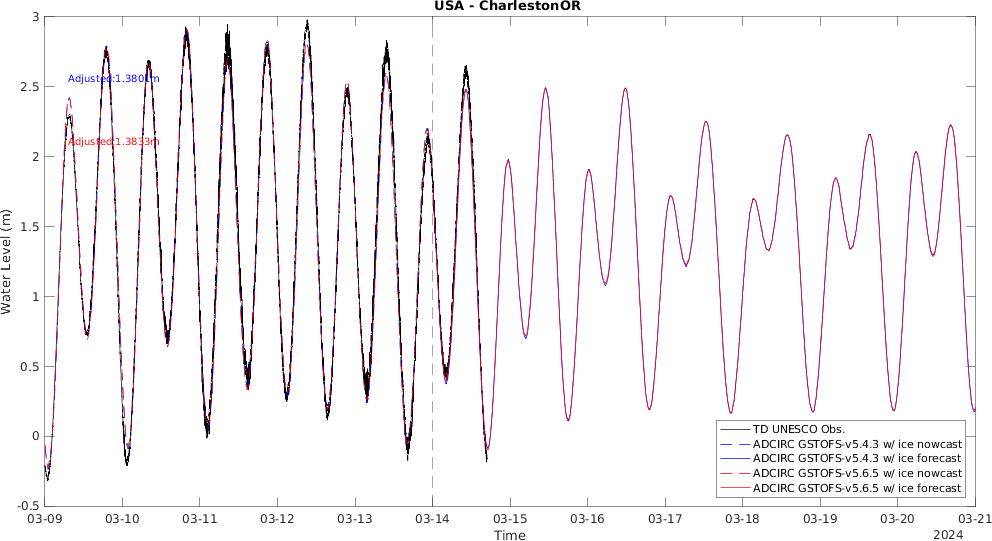 USA - CharlestonOR
3
2.5
2
1.5
1
0.5
0
-0.5
Water Level (m)
Adjusted:1.3801m
Adjusted:1.3833m
TD UNESCO Obs.
ADCIRC GSTOFS-v5.4.3 w/ ice nowcast
ADCIRC GSTOFS-v5.4.3 w/ ice forecast
ADCIRC GSTOFS-v5.6.5 w/ ice nowcast
ADCIRC GSTOFS-v5.6.5 w/ ice forecast
03-09 03-10 03-11 03-12 03-13 03-14 03-15 03-16 03-17 03-18 03-19 03-20 03-21
Time
2024